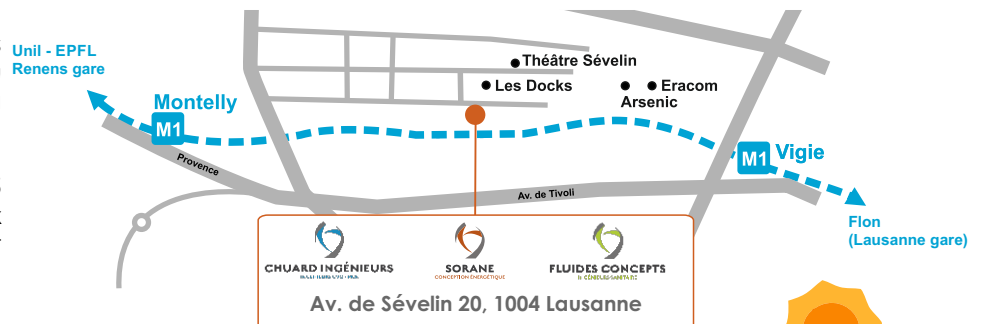 Unil - EPFL
Renens gare
Montelly
M1
Provence
Théâtre Sévelin
Les Docks
Eracom
Arsenic
M1 Vigie
Av. de Tivoli
Flon
(Lausanne gare)
CHUARD INGÉNIEURS
SORANE
CONCEPTION ÉNERGÉTIQUE
FLUIDES CONCEPTS
Av. de Sévelin 20, 1004 Lausanne